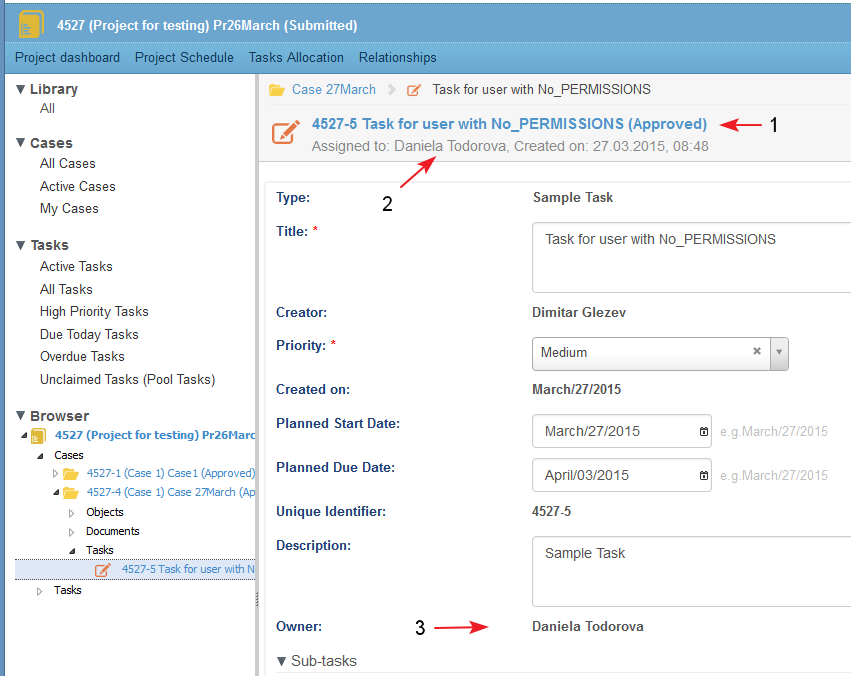 4527 (Project for testing) Pr26March (Submitted)
Project dashboard Project Schedule Tasks Allocation Relationships
Library
All
Cases
All Cases
Active Cases
My Cases
Tasks
Active Tasks
All Tasks
High Priority Tasks
Due Today Tasks
Overdue Tasks
Unclaimed Tasks (Pool Tasks)
Browser
4527 (Project for testing) Pr26Marc
Cases
4527-1 (Case 1) Case1 (Approved)
4527-4 (Case 1) Case 27March (Ap
Objects
Documents
Tasks
4527-5 Task for user with N
Tasks
Case 27March Task for user with No_PERMISSIONS
4527-5 Task for user with No_PERMISSIONS (Approved) 1
Assigned to: Daniela Todorova, Created on: 27.03.2015, 08:48
2
Type: Sample Task
Title: * Task for user with No_PERMISSIONS
Creator: Dimitar Glezev
Priority: * Medium
Created on: March/27/2015
Planned Start Date: March/27/2015 e.g.March/27/2015
Planned Due Date: April/03/2015 e.g.March/27/2015
Unique Identifier: 4527-5
Description: Sample Task
Owner: 3 Daniela Todorova
Sub-tasks